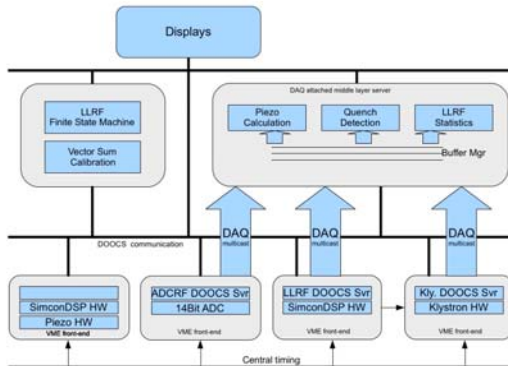 Displays
DAQ attached middle layer server
LLRF
Finite State Machine
Vector Sum
Calibration
Piezo
Calculation
Quench
Detection
LLRF
Statistics
Buffer Mgr
DAQ
multicast
DAQ
multicast
DAQ
multicast
DOOCS communication
SimconDSP HW
Piezo HW
VME front-end
ADCRF DOOCS Svr
14Bit ADC
VME front-end
LLRF DOOCS Svr
SimconDSP HW
VME front-end
Kly. DOOCS Svr
Klystron HW
VME front-end
Central timing